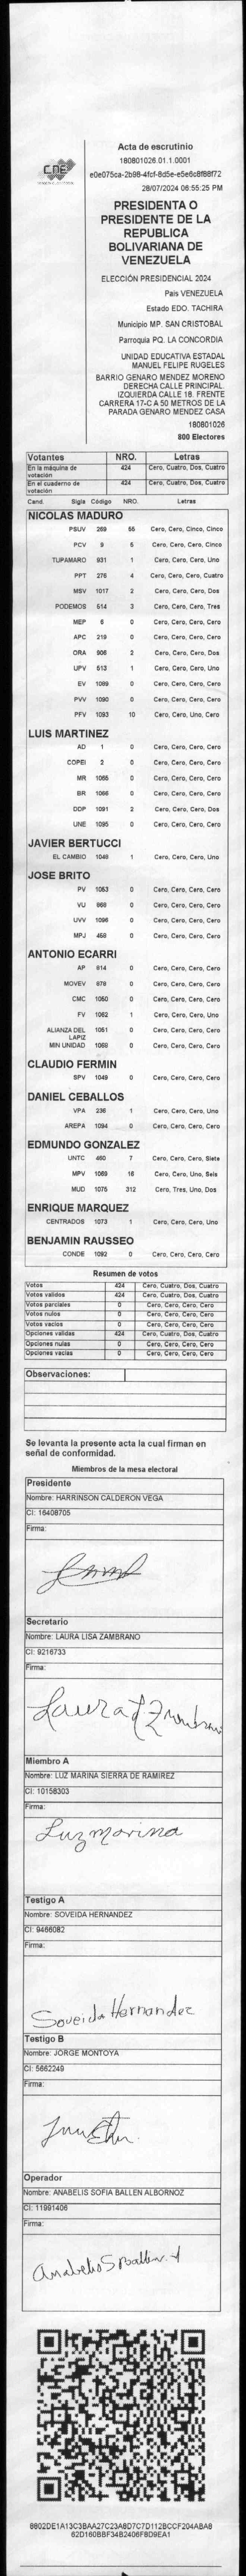 CNE
Acta de escrutinio
180801026.01.1.0001
28/07/2024 06:55:25 PM
PRESIDENTA O
PRESIDENTE DE LA
REPUBLICA
BOLIVARIANA DE
VENEZUELA
ELECCIÓN PRESIDENCIAL 2024
País VENEZUELA
Estado EDO. TACHIRA
Municipio MP. SAN CRISTOBAL
Parroquia PQ. LA CONCORDIA
UNIDAD EDUCATIVA ESTADAL
MANUEL FELIPE RUGELES
BARRIO GENARO MENDEZ MORENO
DERECHA CALLE PRINCIPAL.
IZQUIERDA CALLE 18. FRENTE
CARRERA 17-C A 50 METROS DE LA
PARADA GENARO MENDEZ CASA
180801026
800 Electores
Votantes NRO. Letras
En la máquina de votación 424 Cero, Cuatro, Dos, Cuatro
En el cuaderno de votación 424 Cero, Cuatro, Dos, Cuatro
Cand. Sigla Código NRO. Letras
NICOLAS MADURO
PSUV 269 55 Cero, Cero, Cinco, Cinco
PCV 9 5 Cero, Cero, Cero, Cinco
TUPAMARO 931 1 Cero, Cero, Cero, Uno
PPT 275 4 Cero, Cero, Cero, Cuatro
MSV 1017 2 Cero, Cero, Cero, Dos
PODEMOS 514 3 Cero, Cero, Cero, Tres
MEP 6 0 Cero, Cero, Cero, Cero
APC 219 0 Cero, Cero, Cero, Cero
ORA 906 2 Cero, Cero, Cero, Dos
UPV 513 1 Cero, Cero, Cero, Uno
EV 1089 0 Cero, Cero, Cero, Cero
PVV 1090 0 Cero, Cero, Cero, Cero
PFV 1093 10 Cero, Cero, Uno, Cero
LUIS MARTINEZ
AD 1 0 Cero, Cero, Cero, Cero
COPEI 2 0 Cero, Cero, Cero, Cero
MR 1065 0 Cero, Cero, Cero, Cero
BR 1066 0 Cero, Cero, Cero, Cero
DDP 1091 2 Cero, Cero, Cero, Dos
UNE 1095 0 Cero, Cero, Cero, Cero
JAVIER BERTUCCI
EL CAMBIO 1048 1 Cero, Cero, Cero, Uno
JOSE BRITO
PV 1053 0 Cero, Cero, Cero, Cero
VU 868 0 Cero, Cero, Cero, Cero
UVV 1096 0 Cero, Cero, Cero, Cero
MPJ 459 0 Cero, Cero, Cero, Cero
ANTONIO ECARRI
AP 814 0 Cero, Cero, Cero, Cero
MOVEV 878 0 Cero, Cero, Cero, Cero
CMC 1050 0 Cero, Cero, Cero, Cero
FV 1062 1 Cero, Cero, Cero, Uno
ALIANZA DEL LAPIZ 1051 0 Cero, Cero, Cero, Cero
MIN UNIDAD 1069 0 Cero, Cero, Cero, Cero
CLAUDIO FERMIN
SPV 1049 0 Cero, Cero, Cero, Cero
DANIEL CEBALLOS
VPA 236 1 Cero, Cero, Cero, Uno
AREPA 1094 0 Cero, Cero, Cero, Cero
EDMUNDO GONZALEZ
UNTC 460 7 Cero, Cero, Cero, Siete
MPV 1069 16 Cero, Cero, Uno, Seis
MUD 1075 312 Cero, Tres, Uno, Dos
ENRIQUE MARQUEZ
CENTRADOS 1073 1 Cero, Cero, Cero, Uno
BENJAMIN RAUSSEO
CONDE 1092 0 Cero, Cero, Cero, Cero
Resumen de votos
Votos 424 Cero, Cuatro, Dos, Cuatro
Votos validos 424 Cero, Cuatro, Dos, Cuatro
Votos parciales 0 Cero, Cero, Cero, Cero
Votos nulos 0 Cero, Cero, Cero, Cero
Votos vacios 0 Cero, Cero, Cero, Cero
Opciones validas 424 Cero, Cuatro, Dos, Cuatro
Opciones nulas 0 Cero, Cero, Cero, Cero
Opciones vacias 0 Cero, Cero, Cero, Cero
Observaciones:
Se levanta la presente acta la cual firman en
señal de conformidad.
Miembros de la mesa electoral
Presidente
Nombre: HARRINSON CALDERON VEGA
CI: 16408705
Firma:
Secretario
Nombre: LAURA LISA ZAMBRANO
CI: 9216733
Firma:
Laura
Miembro A
Nombre: LUZ MARINA SIERRA DE RAMIREZ
CI: 10158303
Firma:
Luz marina
Testigo A
Nombre: SOVEIDA HERNANDEZ
CI: 9466082
Firma:
Soveida Hernandez
Testigo B
Nombre: JORGE MONTOYA
CI: 5662249
Firma:
Operador
Nombre: ANABELIS SOFIA BALLEN ALBORNOZ
CI: 11991406
Firma:
Anabelis S Ballen A